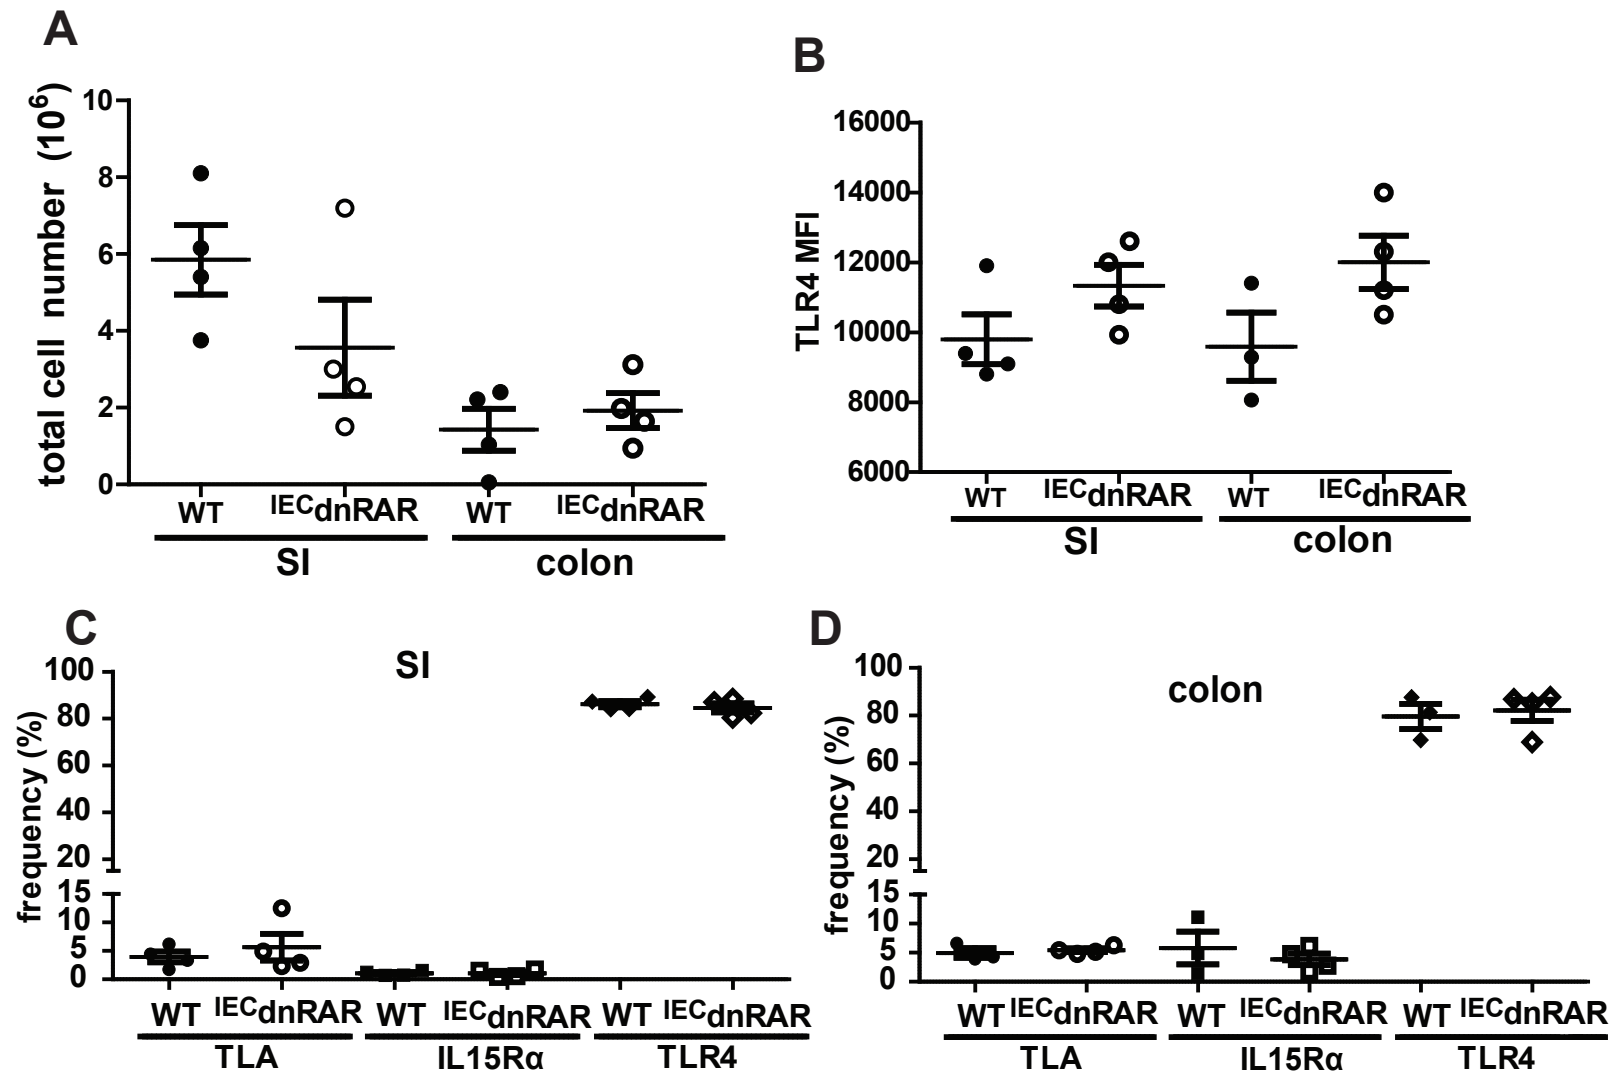 A
total cell number (10⁶)
10
8
6
4
2
0
WT
IECdnRAR
WT
IECdnRAR
SI
colon
B
TLR4 MFI
16000
14000
12000
10000
8000
6000
WT
IECdnRAR
WT
IECdnRAR
SI
colon
C
SI
frequency (%)
100
80
60
40
20
15
10
5
0
WT
IECdnRAR
WT
IECdnRAR
WT
IECdnRAR
TLA
IL15Rα
TLR4
D
colon
frequency (%)
100
80
60
40
20
15
10
5
0
WT
IECdnRAR
WT
IECdnRAR
WT
IECdnRAR
TLA
IL15Rα
TLR4